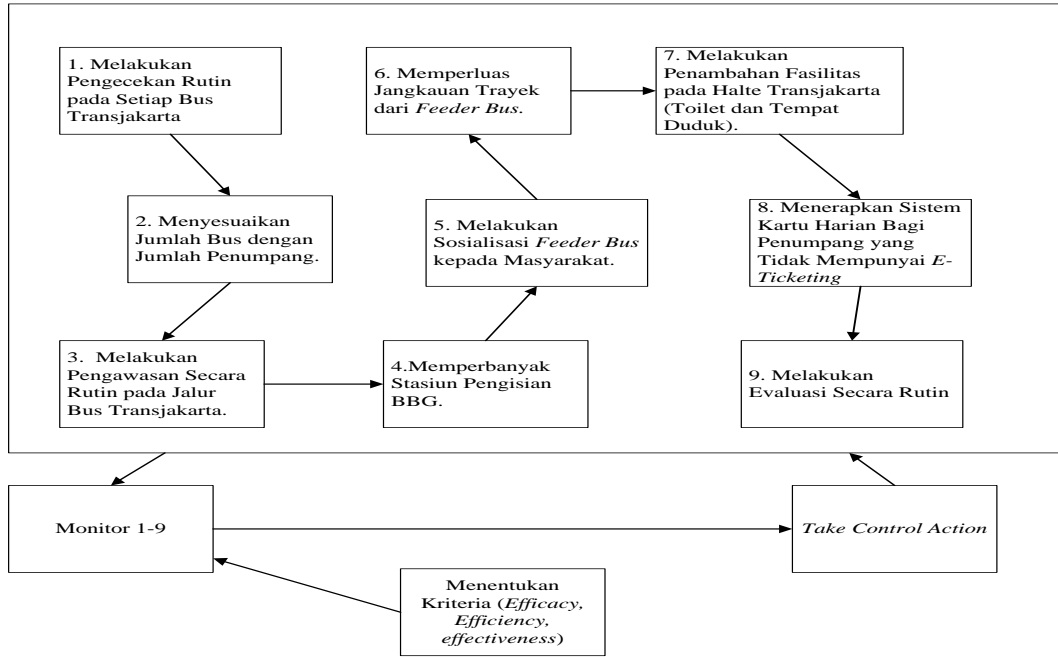 1. Melakukan
Pengecekan Rutin
pada Setiap Bus
Transjakarta
2. Menyesuaikan
Jumlah Bus dengan
Jumlah Penumpang.
3. Melakukan
Pengawasan Secara
Rutin pada Jalur
Bus Transjakarta.
4.Memperbanyak
Stasiun Pengisian
BBG.
5. Melakukan
Sosialisasi Feeder Bus
kepada Masyarakat.
6. Memperluas
Jangkauan Trayek
dari Feeder Bus.
7. Melakukan
Penambahan Fasilitas
pada Halte Transjakarta
(Toilet dan Tempat
Duduk).
8. Menerapkan Sistem
Kartu Harian Bagi
Penumpang yang
Tidak Mempunyai E-
Ticketing
9. Melakukan
Evaluasi Secara Rutin
Monitor 1-9
Take Control Action
Menentukan
Kriteria (Efficacy,
Efficiency,
effectiveness)